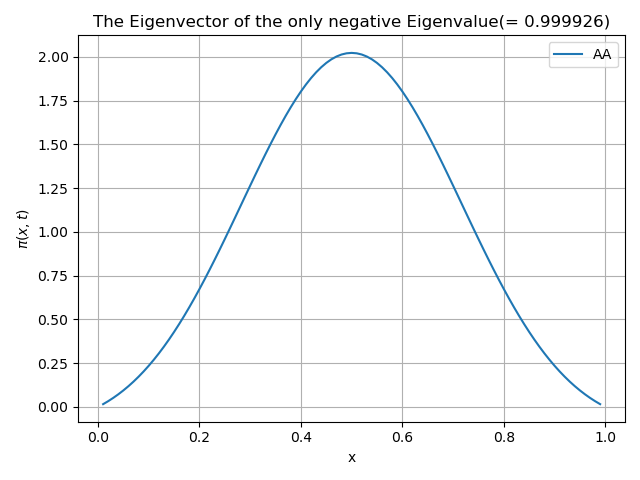 The Eigenvector of the only negative Eigenvalue(= 0.999926)
AA
2.00
1.75
1.50
1.25
1.00
0.75
0.50
0.25
0.00
π(x, t)
0.0 0.2 0.4 0.6 0.8 1.0
x